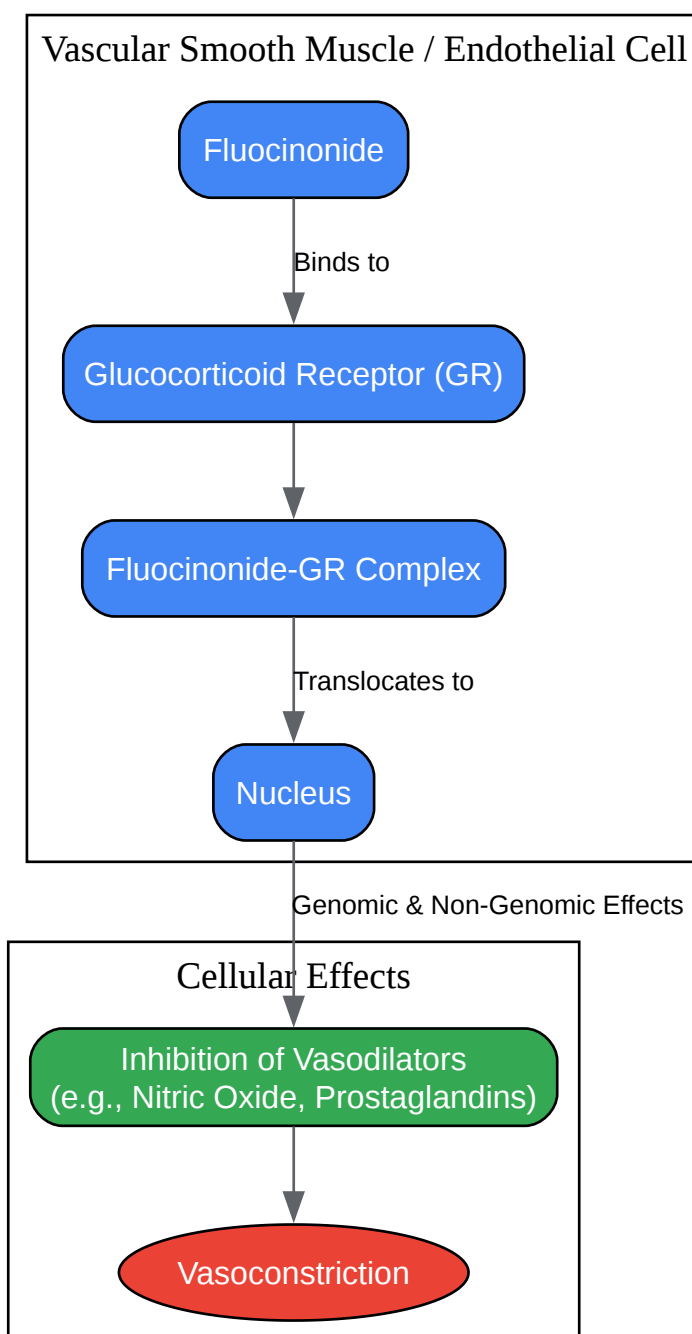 Vascular Smooth Muscle / Endothelial Cell
Fluocinonide
Binds to
Glucocorticoid Receptor (GR)
Fluocinonide-GR Complex
Translocates to
Nucleus
Genomic & Non-Genomic Effects
Cellular Effects
Inhibition of Vasodilators
(e.g., Nitric Oxide, Prostaglandins)
Vasoconstriction